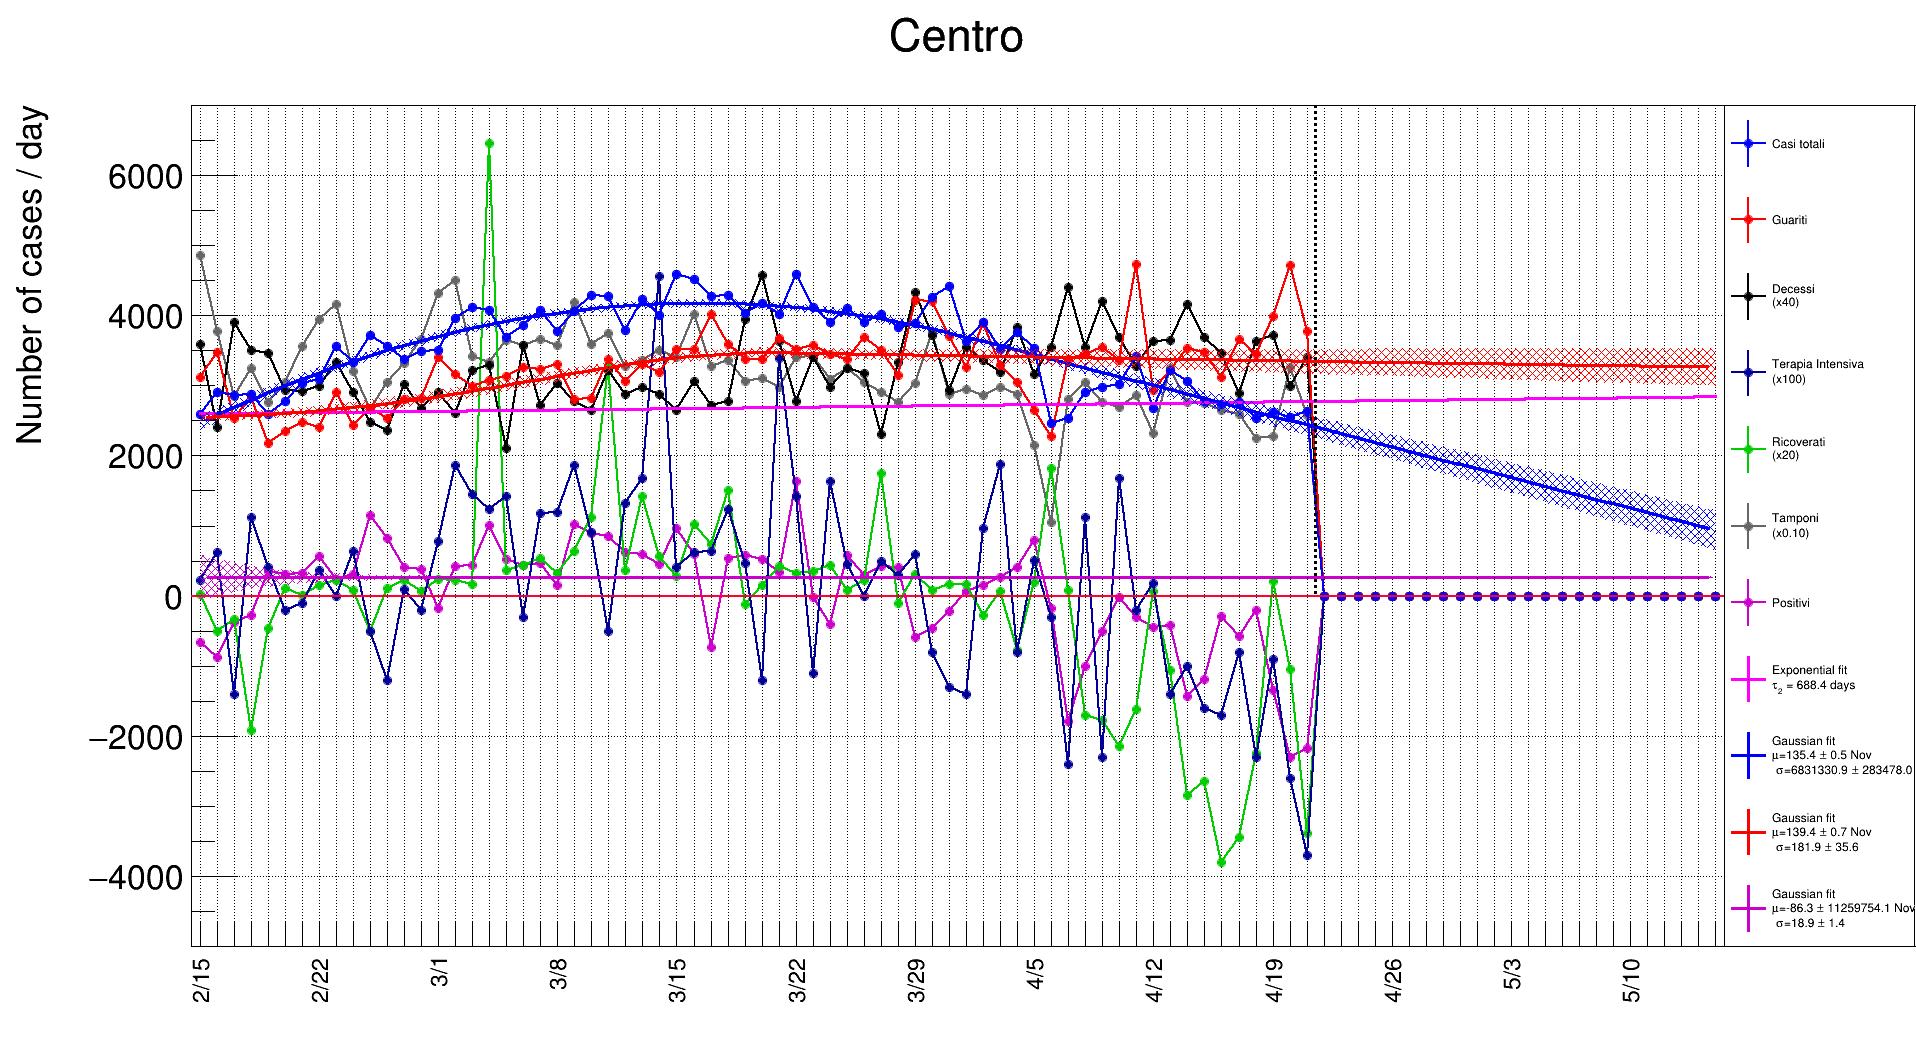 Centro
Number of cases / day
6000
4000
2000
0
−2000
−4000
2/15
2/22
3/1
3/8
3/15
3/22
3/29
4/5
4/12
4/19
4/26
5/3
5/10
Casi totali
Guariti
Decessi
(x40)
Terapia Intensiva
(x100)
Ricoverati
(x20)
Tamponi
(x0.10)
Positivi
Exponential fit
τ₂ = 688.4 days
Gaussian fit
μ=135.4 ± 0.5 Nov
σ=6831330.9 ± 283478.0
Gaussian fit
μ=139.4 ± 0.7 Nov
σ=181.9 ± 35.6
Gaussian fit
μ=-86.3 ± 11259754.1 Nov
σ=18.9 ± 1.4